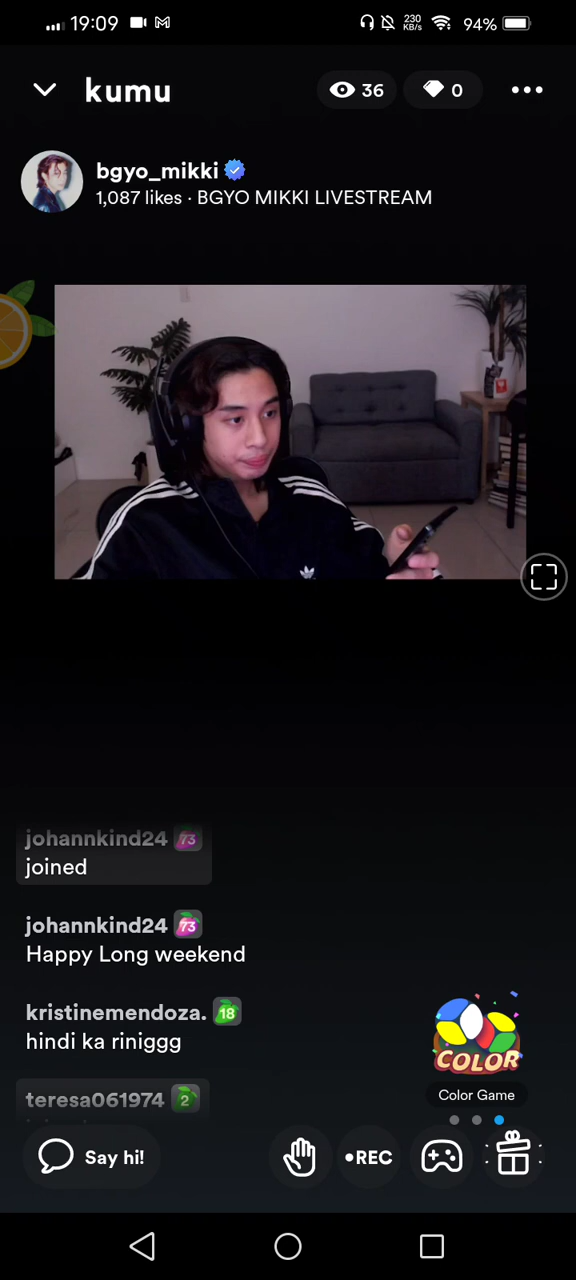 19:09
230
KB/s
94%
kumu
36
0
bgyo_mikki
1,087 likes · BGYO MIKKI LIVESTREAM
johannkind24 73
joined
johannkind24 73
Happy Long weekend
kristinemendoza. 18
hindi ka riniggg
teresa061974 2
COLOR
Color Game
Say hi!
•REC